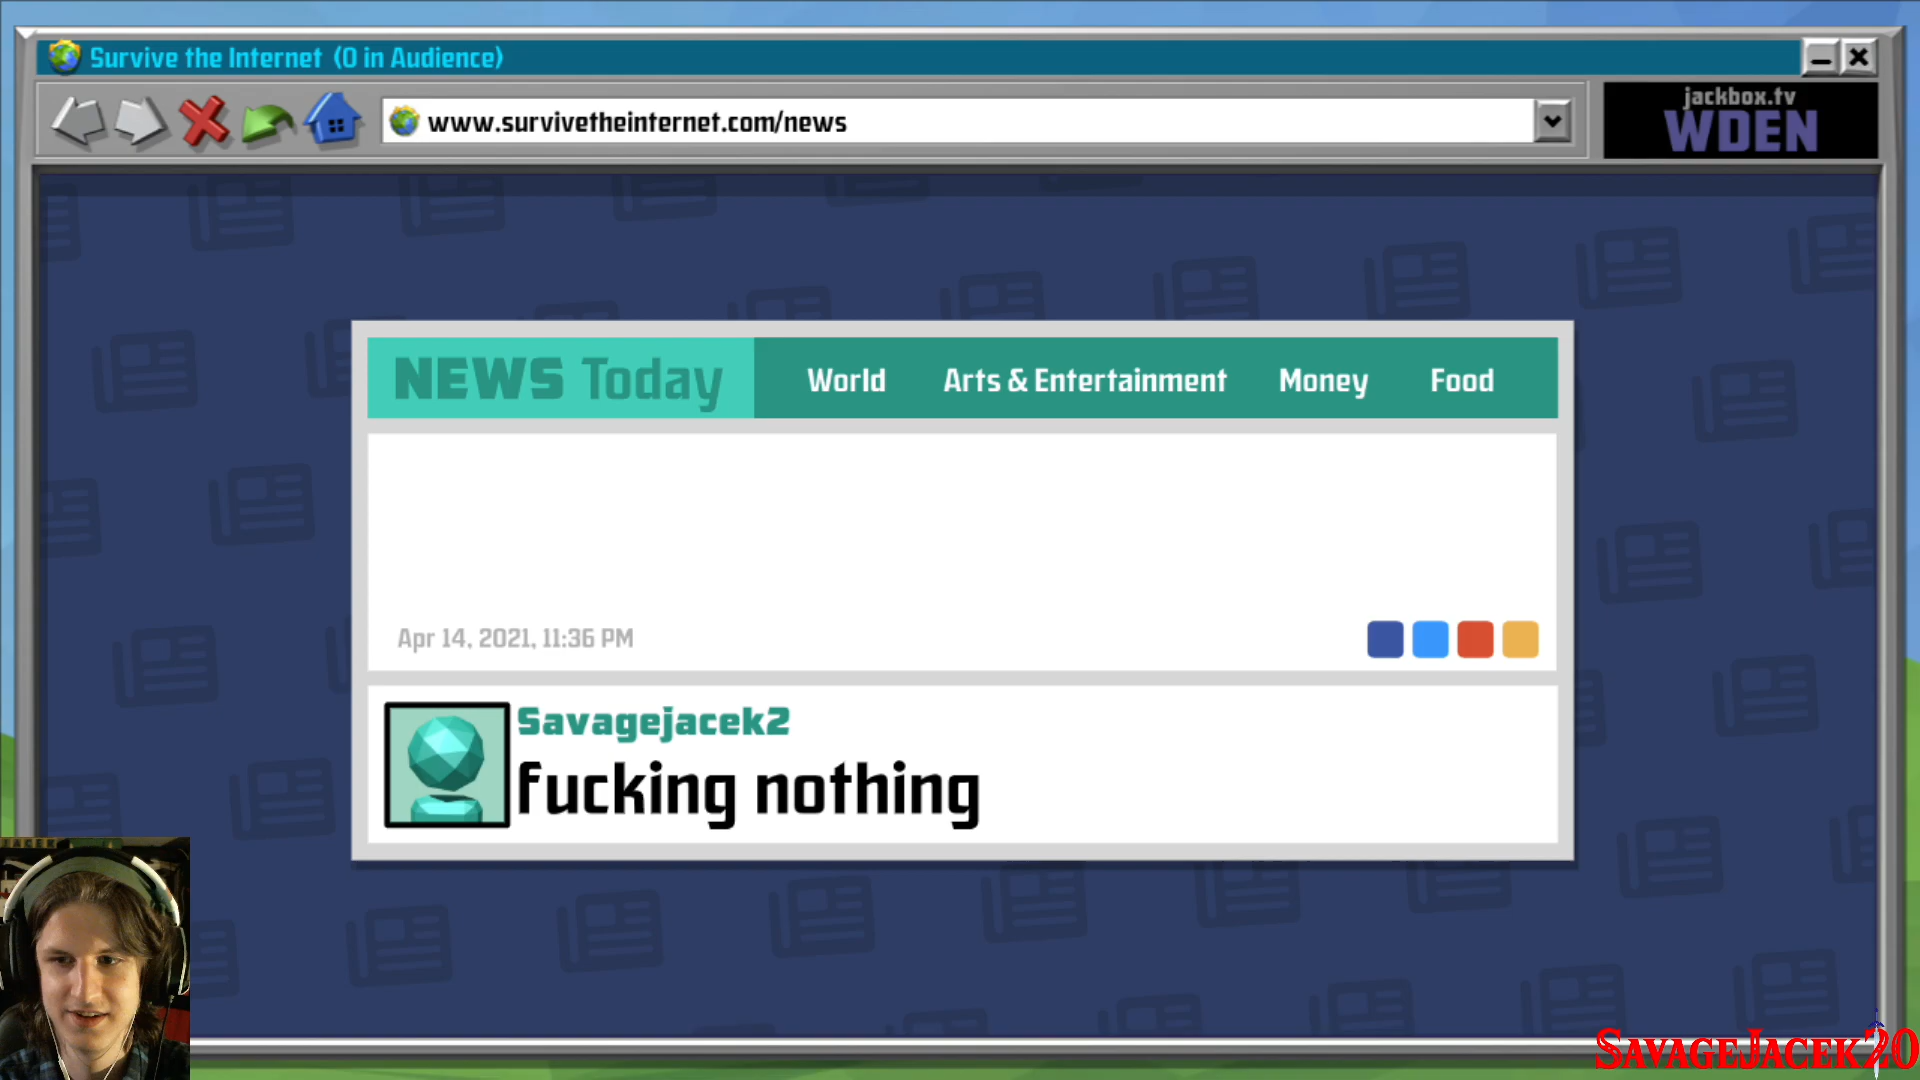 Survive the Internet (0 in Audience)
www.survivetheinternet.com/news
jackbox.tv
WDEN
NEWS Today
World
Arts & Entertainment
Money
Food
Apr 14, 2021, 11:36 PM
Savagejacek2
fucking nothing
SavageJacek20